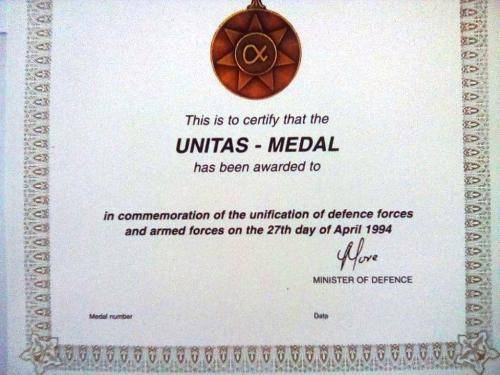 α
This is to certify that the
UNITAS - MEDAL
has been awarded to
in commemoration of the unification of defence forces
and armed forces on the 27th day of April 1994
MINISTER OF DEFENCE
Medal number
Date